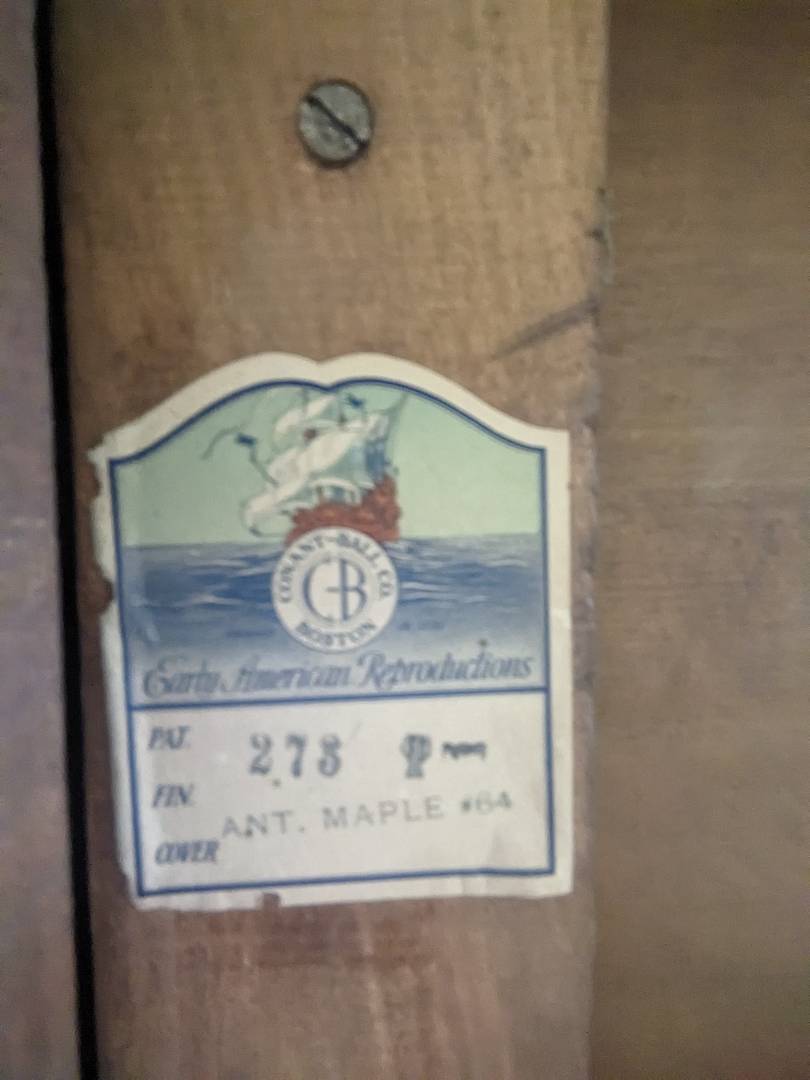 CONANT-BALL CO.
CB
BOSTON
Early American Reproductions
PAT. 273
FIN. ANT. MAPLE #64
COVER